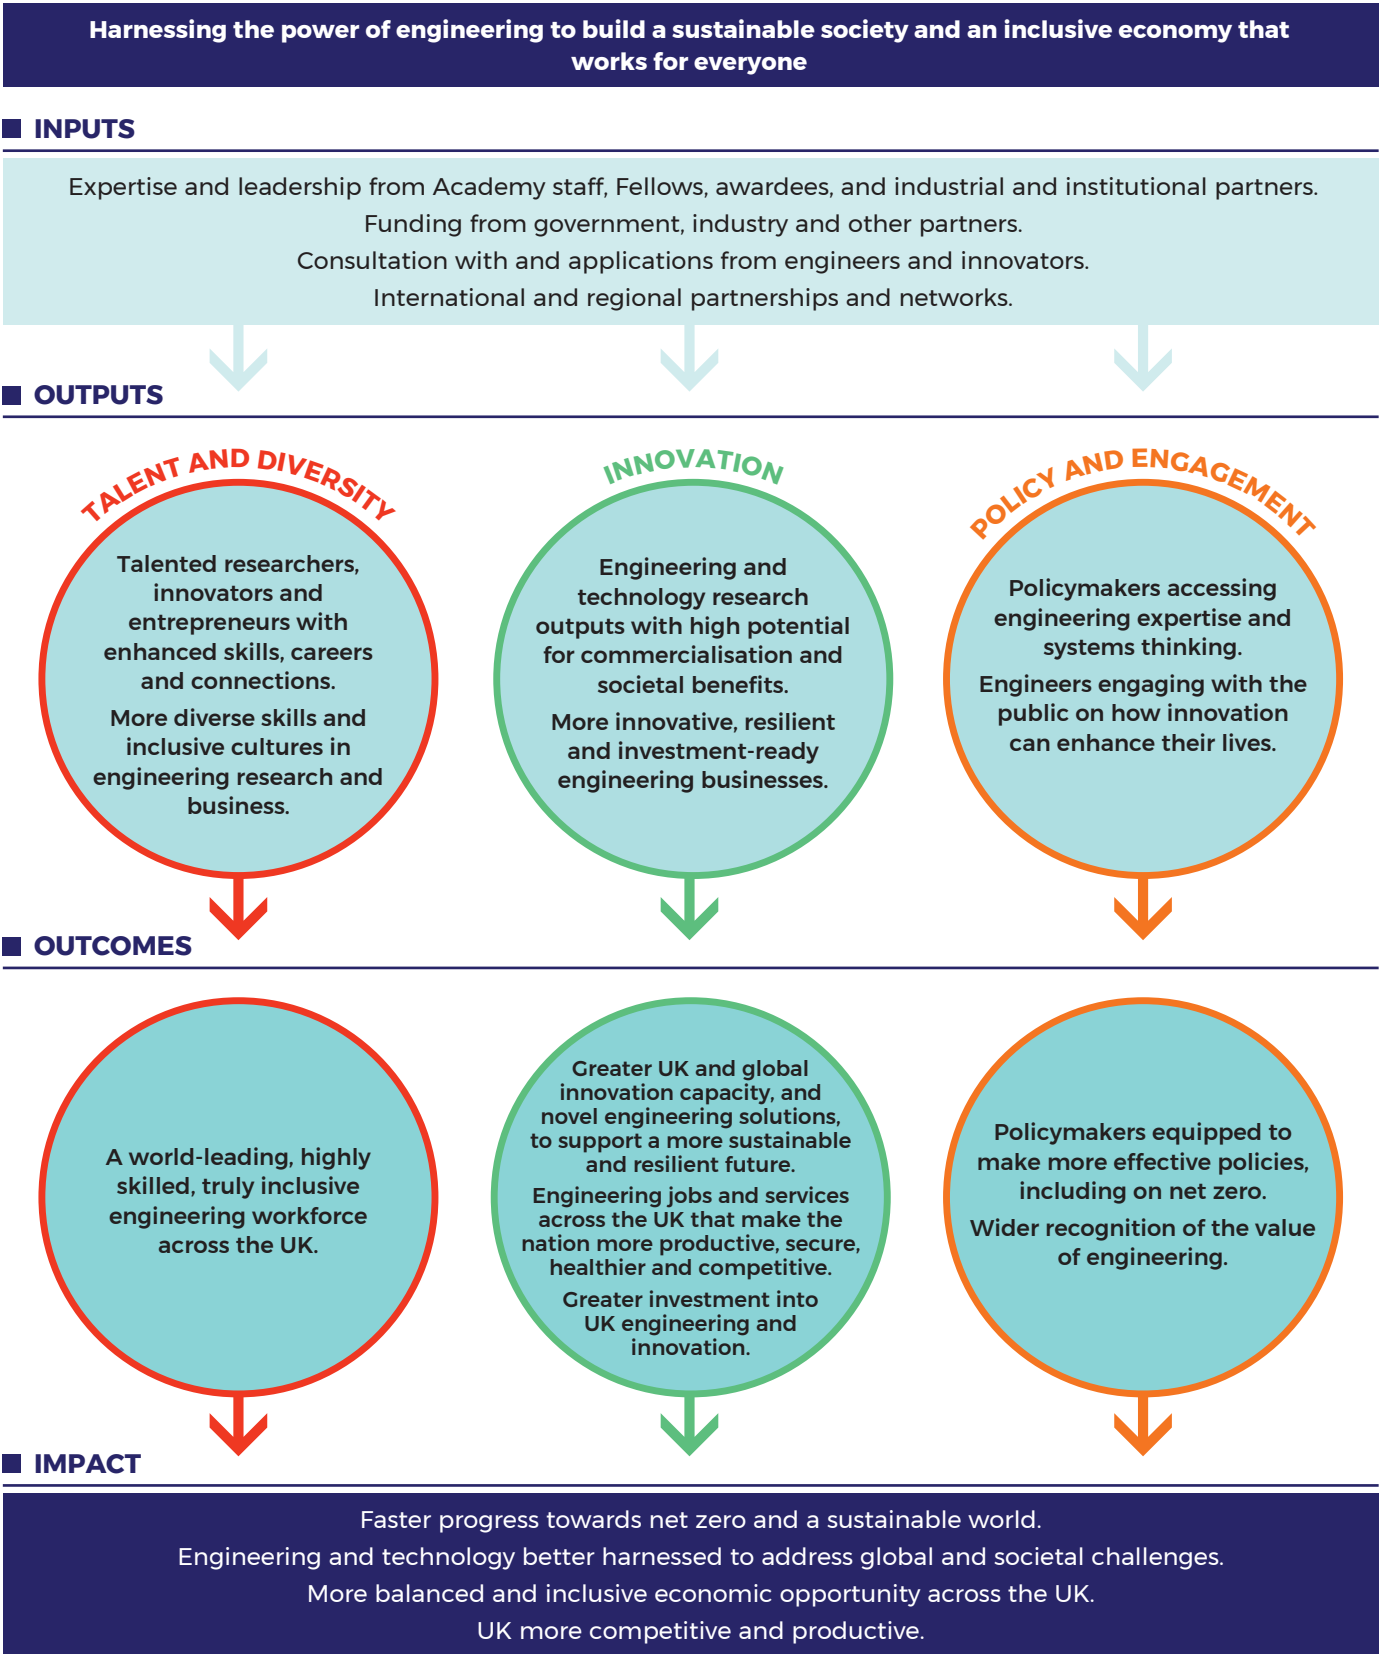 Harnessing the power of engineering to build a sustainable society and an inclusive economy that
works for everyone
INPUTS
Expertise and leadership from Academy staff, Fellows, awardees, and industrial and institutional partners.
Funding from government, industry and other partners.
Consultation with and applications from engineers and innovators.
International and regional partnerships and networks.
OUTPUTS
TALENT AND DIVERSITY
Talented researchers,
innovators and
entrepreneurs with
enhanced skills, careers
and connections.
More diverse skills and
inclusive cultures in
engineering research and
business.
INNOVATION
Engineering and
technology research
outputs with high potential
for commercialisation and
societal benefits.
More innovative, resilient
and investment-ready
engineering businesses.
POLICY AND ENGAGEMENT
Policymakers accessing
engineering expertise and
systems thinking.
Engineers engaging with the
public on how innovation
can enhance their lives.
OUTCOMES
A world-leading, highly
skilled, truly inclusive
engineering workforce
across the UK.
Greater UK and global
innovation capacity, and
novel engineering solutions,
to support a more sustainable
and resilient future.
Engineering jobs and services
across the UK that make the
nation more productive, secure,
healthier and competitive.
Greater investment into
UK engineering and
innovation.
Policymakers equipped to
make more effective policies,
including on net zero.
Wider recognition of the value
of engineering.
IMPACT
Faster progress towards net zero and a sustainable world.
Engineering and technology better harnessed to address global and societal challenges.
More balanced and inclusive economic opportunity across the UK.
UK more competitive and productive.